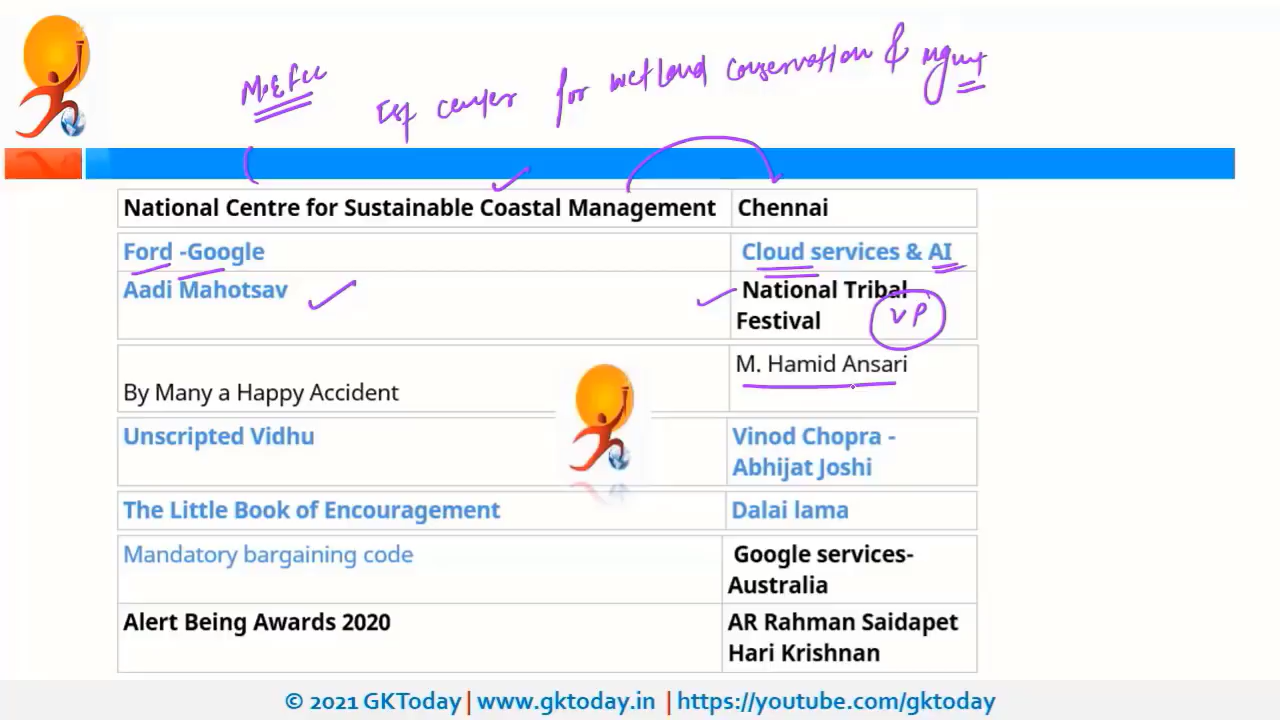 MoEFCC
Est center for wetland conservation & mgmt
National Centre for Sustainable Coastal Management Chennai
Ford -Google Cloud services & AI
Aadi Mahotsav National Tribal
Festival VP
M. Hamid Ansari
By Many a Happy Accident
Unscripted Vidhu Vinod Chopra -
Abhijat Joshi
The Little Book of Encouragement Dalai lama
Mandatory bargaining code Google services-
Australia
Alert Being Awards 2020 AR Rahman Saidapet
Hari Krishnan
© 2021 GKToday | www.gktoday.in | https://youtube.com/gktoday